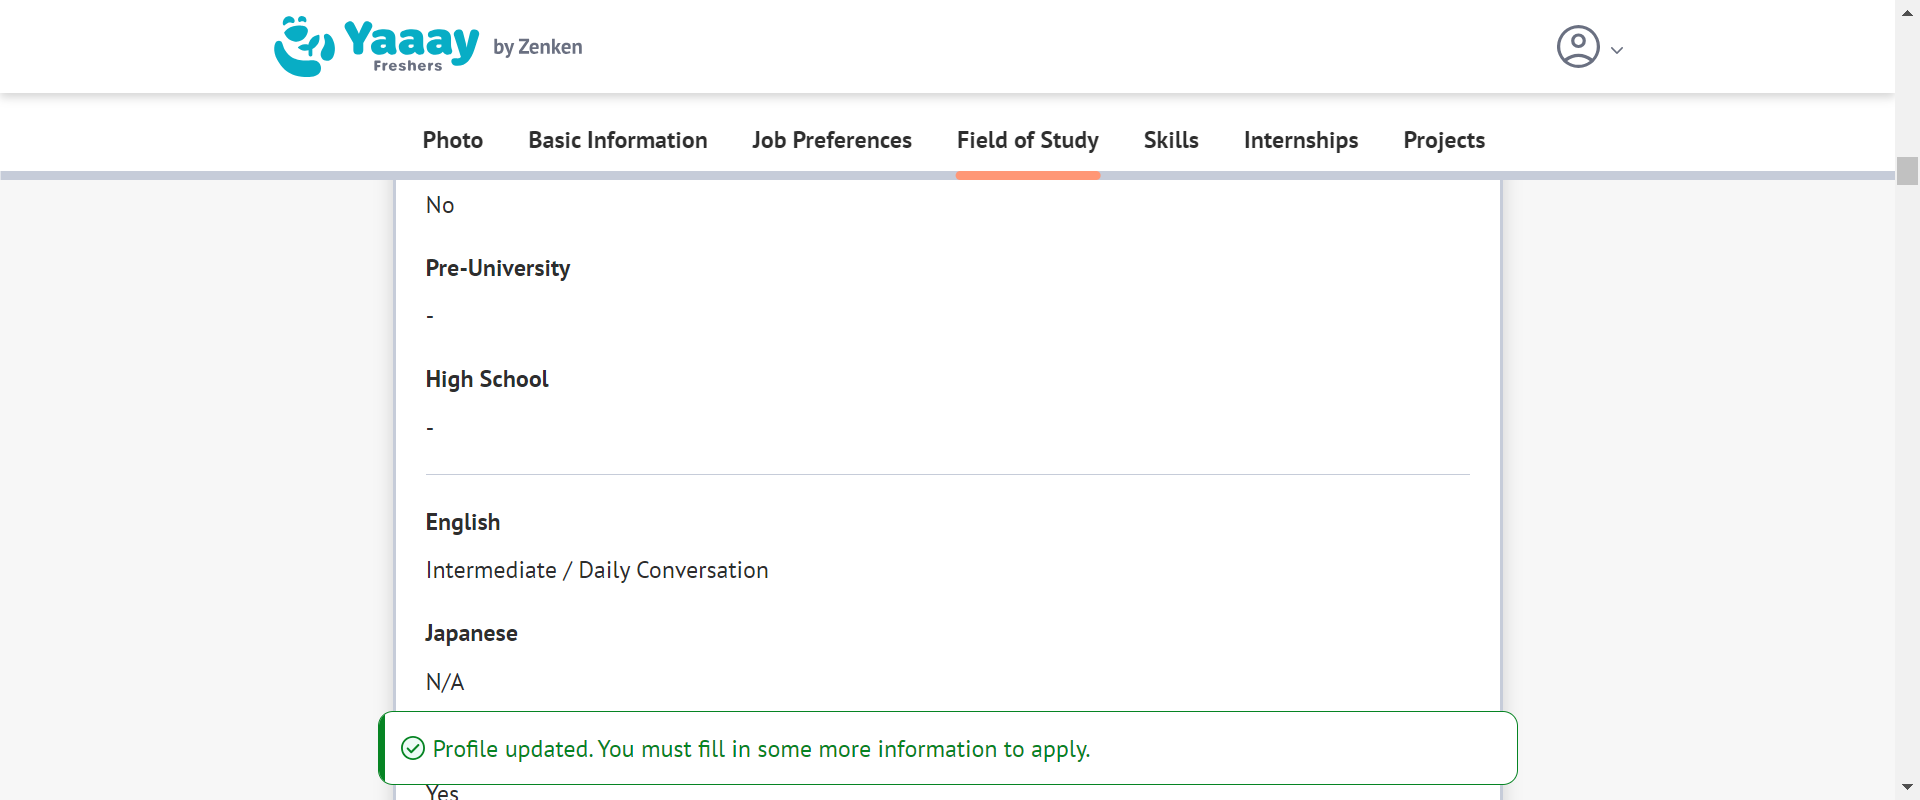 Yaaay
Freshers
by Zenken
Photo Basic Information Job Preferences Field of Study Skills Internships Projects
No
Pre-University
-
High School
-
English
Intermediate / Daily Conversation
Japanese
N/A
Profile updated. You must fill in some more information to apply.
Yes